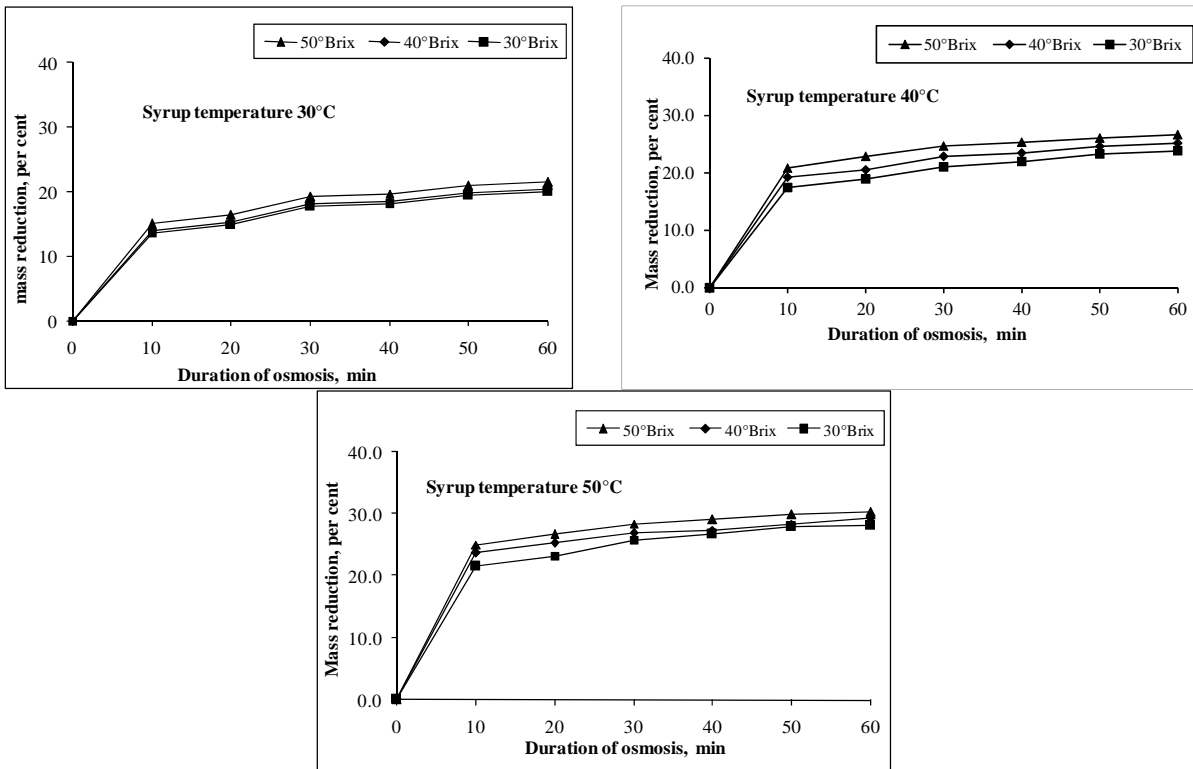 50°Brix 40°Brix 30°Brix
40
30
20
10
0
mass reduction, per cent
Syrup temperature 30°C
0 10 20 30 40 50 60
Duration of osmosis, min
50°Brix 40°Brix 30°Brix
40.0
30.0
20.0
10.0
0.0
Mass reduction, per cent
Syrup temperature 40°C
0 10 20 30 40 50 60
Duration of osmosis, min
50°Brix 40°Brix 30°Brix
40.0
30.0
20.0
10.0
0.0
Mass reduction, per cent
Syrup temperature 50°C
0 10 20 30 40 50 60
Duration of osmosis, min